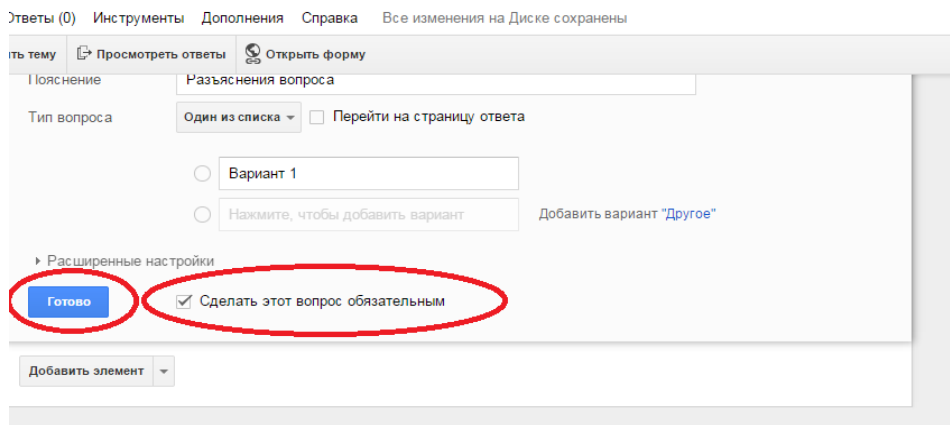 Ответы (0) Инструменты Дополнения Справка Все изменения на Диске сохранены
ть тему Просмотреть ответы Открыть форму
Пояснение Разъяснения вопроса
Тип вопроса Один из списка Перейти на страницу ответа
Вариант 1
Нажмите, чтобы добавить вариант Добавить вариант "Другое"
Расширенные настройки
Готово Сделать этот вопрос обязательным
Добавить элемент